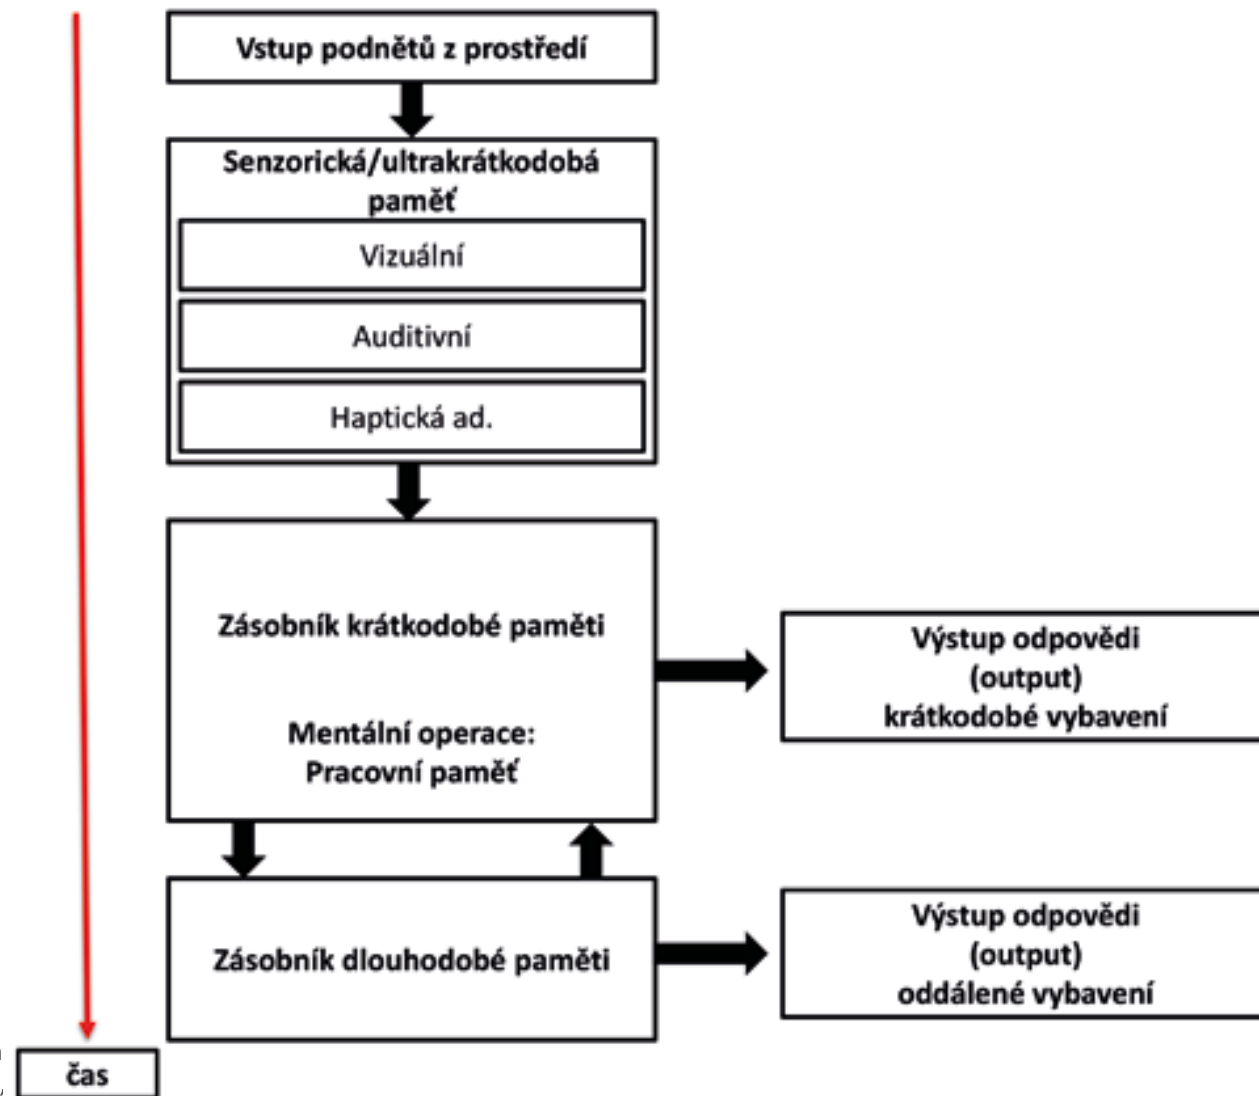 Vstup podnětů z prostředí
Senzorická/ultrakrátkodobá
paměť
Vizuální
Auditivní
Haptická ad.
Zásobník krátkodobé paměti
Mentální operace:
Pracovní paměť
Výstup odpovědi
(output)
krátkodobé vybavení
Zásobník dlouhodobé paměti
Výstup odpovědi
(output)
oddálené vybavení
čas